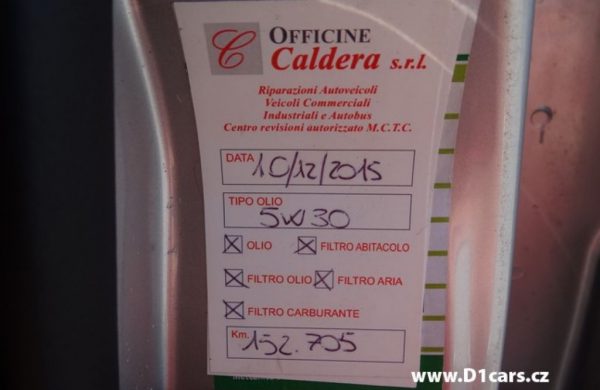 OFFICINE
Caldera s.r.l.
Riparazioni Autoveicoli
Veicoli Commerciali
Industriali e Autobus
Centro revisioni autorizzato M.C.T.C.
DATA 10/12/2015
TIPO OLIO 5W30
OLIO FILTRO ABITACOLO
FILTRO OLIO FILTRO ARIA
FILTRO CARBURANTE
Km. 152.705
www.D1cars.cz